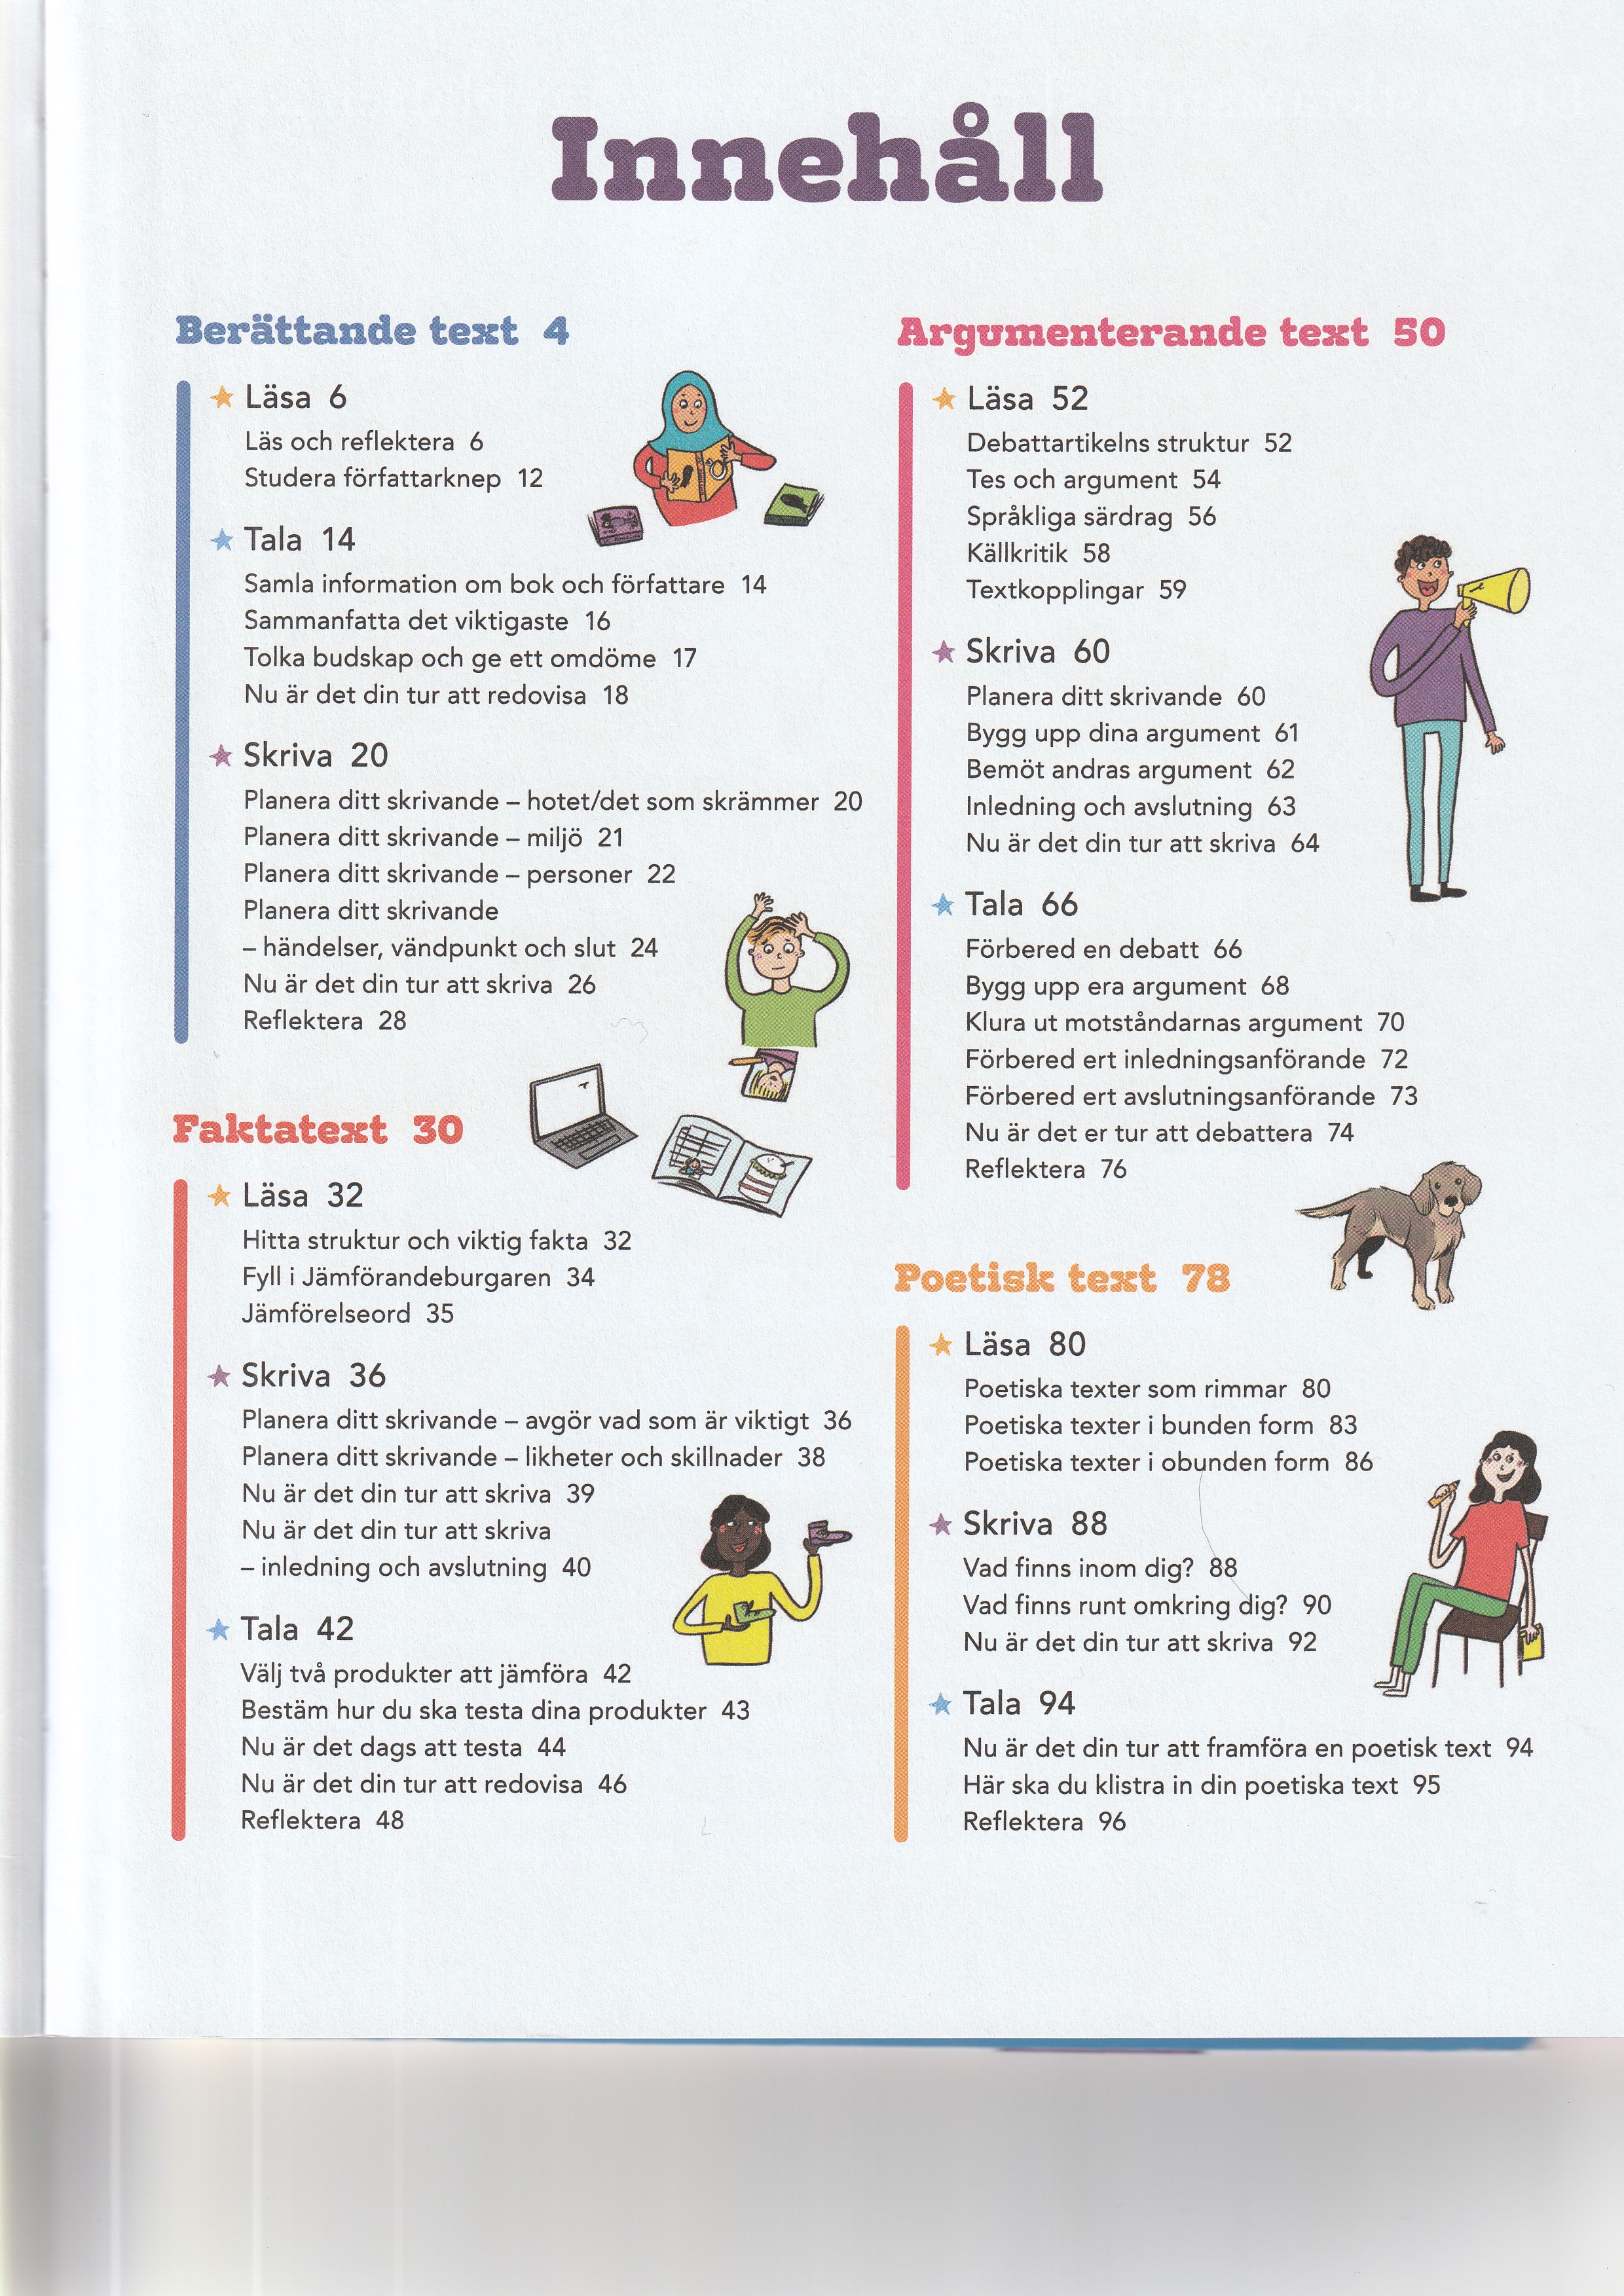 Innehåll
Berättande text 4
Läsa 6
Läs och reflektera 6
Studera författarknep 12
Tala 14
Samla information om bok och författare 14
Sammanfatta det viktigaste 16
Tolka budskap och ge ett omdöme 17
Nu är det din tur att redovisa 18
Skriva 20
Planera ditt skrivande – hotet/det som skrämmer 20
Planera ditt skrivande – miljö 21
Planera ditt skrivande – personer 22
Planera ditt skrivande
– händelser, vändpunkt och slut 24
Nu är det din tur att skriva 26
Reflektera 28
Faktatext 30
Läsa 32
Hitta struktur och viktig fakta 32
Fyll i Jämförandeburgaren 34
Jämförelseord 35
Skriva 36
Planera ditt skrivande – avgör vad som är viktigt 36
Planera ditt skrivande – likheter och skillnader 38
Nu är det din tur att skriva 39
Nu är det din tur att skriva
– inledning och avslutning 40
Tala 42
Välj två produkter att jämföra 42
Bestäm hur du ska testa dina produkter 43
Nu är det dags att testa 44
Nu är det din tur att redovisa 46
Reflektera 48
Argumenterande text 50
Läsa 52
Debattartikelns struktur 52
Tes och argument 54
Språkliga särdrag 56
Källkritik 58
Textkopplingar 59
Skriva 60
Planera ditt skrivande 60
Bygg upp dina argument 61
Bemöt andras argument 62
Inledning och avslutning 63
Nu är det din tur att skriva 64
Tala 66
Förbered en debatt 66
Bygg upp era argument 68
Klura ut motståndarnas argument 70
Förbered ert inledningsanförande 72
Förbered ert avslutningsanförande 73
Nu är det er tur att debattera 74
Reflektera 76
Poetisk text 78
Läsa 80
Poetiska texter som rimmar 80
Poetiska texter i bunden form 83
Poetiska texter i obunden form 86
Skriva 88
Vad finns inom dig? 88
Vad finns runt omkring dig? 90
Nu är det din tur att skriva 92
Tala 94
Nu är det din tur att framföra en poetisk text 94
Här ska du klistra in din poetiska text 95
Reflektera 96